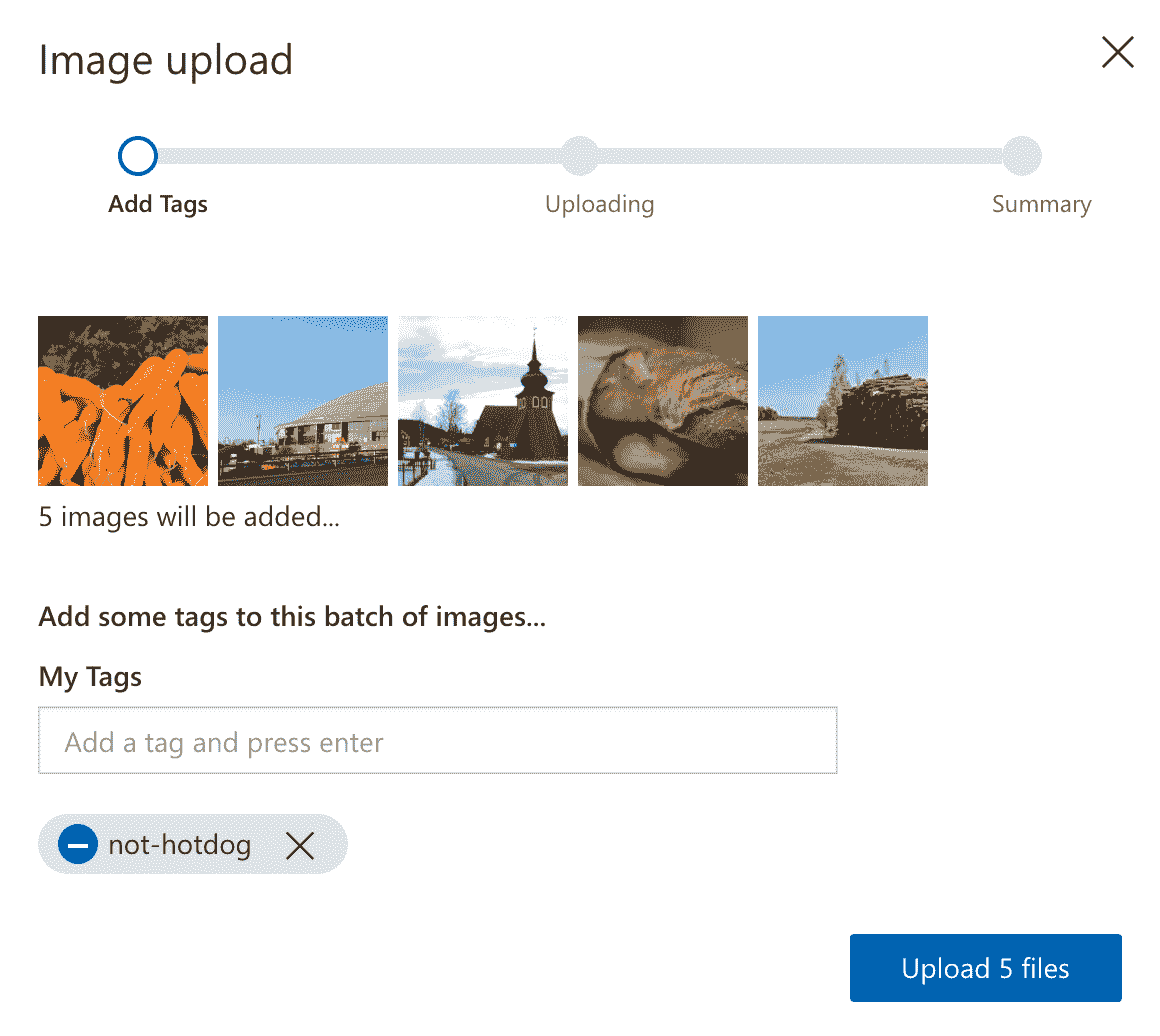 Image upload
Add Tags
Uploading
Summary
5 images will be added...
Add some tags to this batch of images...
My Tags
Add a tag and press enter
not-hotdog
Upload 5 files